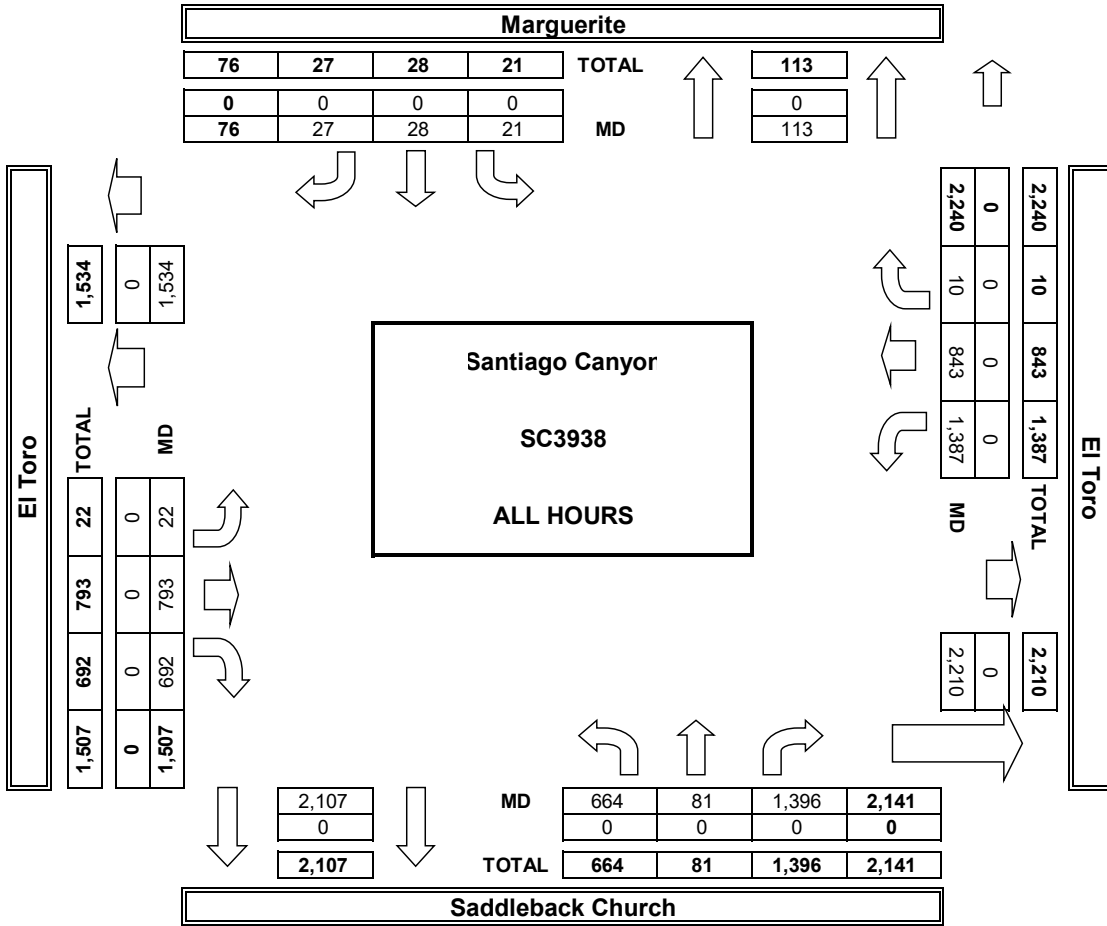 Marguerite
76 27 28 21 TOTAL 113
0 0 0 0 0
76 27 28 21 MD 113
El Toro
TOTAL 1,534
0
MD 1,534
TOTAL 22 793 692 1,507
0 0 0 0
MD 22 793 692 1,507
Santiago Canyor
SC3938
ALL HOURS
2,240 10 843 1,387 TOTAL
0 0 0 0
2,240 10 843 1,387 MD
2,210
0
2,210
El Toro
2,107 MD 664 81 1,396 2,141
0 0 0 0 0
2,107 TOTAL 664 81 1,396 2,141
Saddleback Church